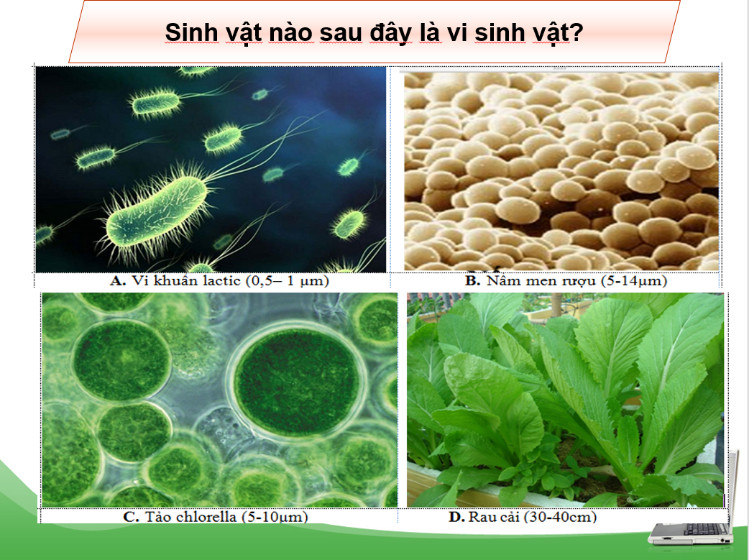 Sinh vật nào sau đây là vi sinh vật?
A. Vi khuẩn lactic (0,5– 1 µm)
B. Nấm men rượu (5-14µm)
C. Tảo chlorella (5-10µm)
D. Rau cải (30-40cm)